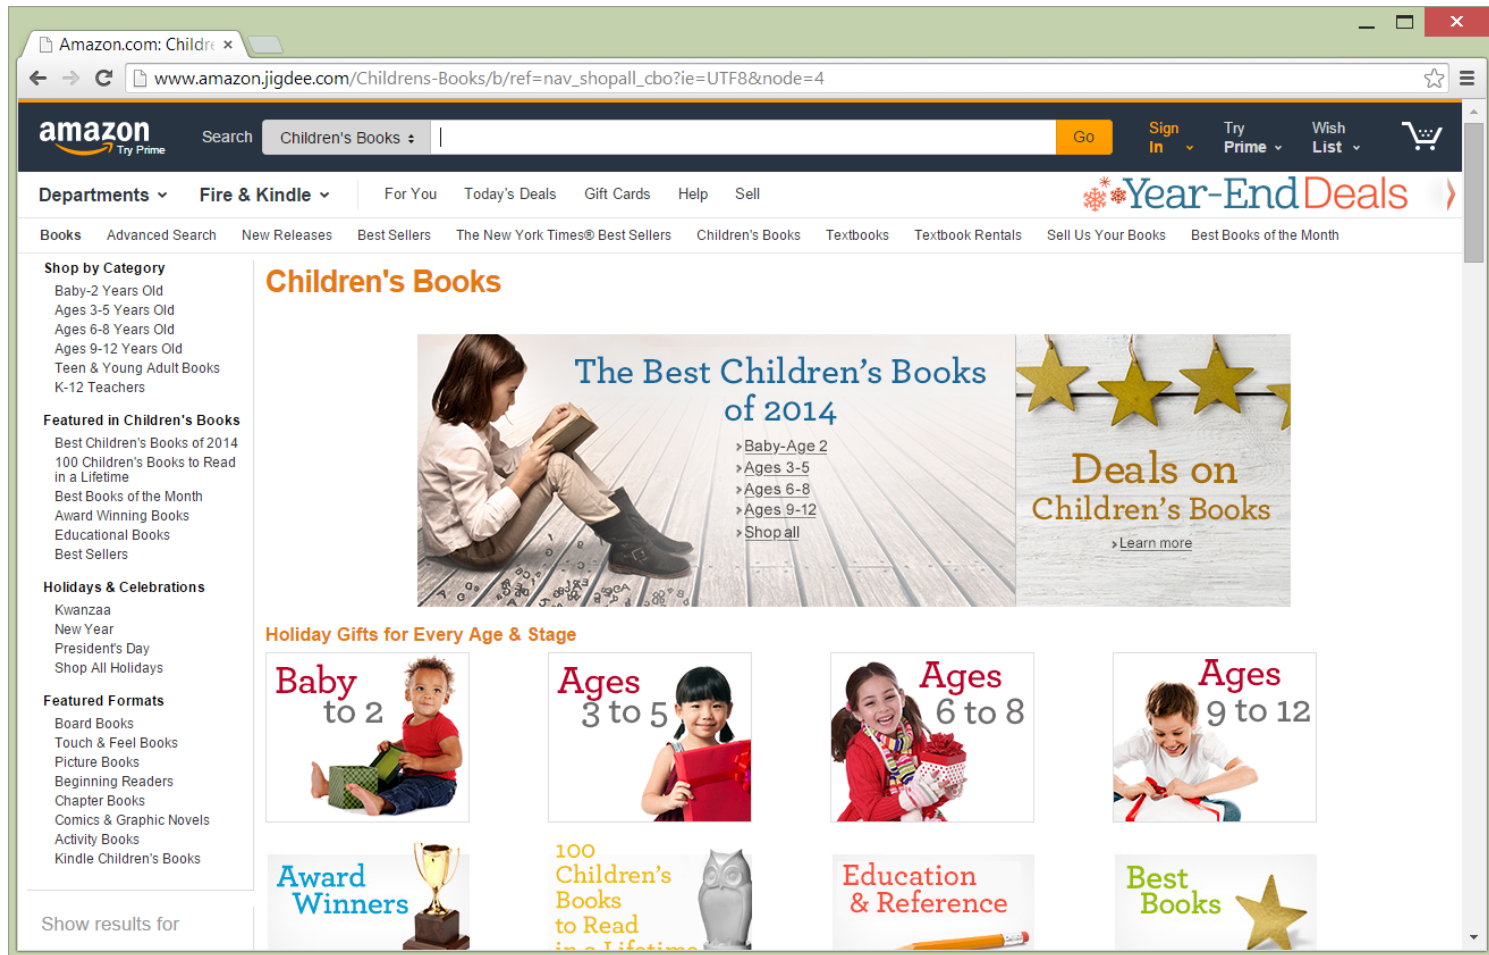 Amazon.com: Childre
www.amazon.jigdee.com/Childrens-Books/b/ref=nav_shopall_cbo?ie=UTF8&node=4
amazon
Try Prime
Search
Children's Books
Go
Sign In
Try Prime
Wish List
Departments
Fire & Kindle
For You
Today's Deals
Gift Cards
Help
Sell
Year-End Deals
Books
Advanced Search
New Releases
Best Sellers
The New York Times® Best Sellers
Children's Books
Textbooks
Textbook Rentals
Sell Us Your Books
Best Books of the Month
Shop by Category
Baby-2 Years Old
Ages 3-5 Years Old
Ages 6-8 Years Old
Ages 9-12 Years Old
Teen & Young Adult Books
K-12 Teachers
Featured in Children's Books
Best Children's Books of 2014
100 Children's Books to Read
in a Lifetime
Best Books of the Month
Award Winning Books
Educational Books
Best Sellers
Holidays & Celebrations
Kwanzaa
New Year
President's Day
Shop All Holidays
Featured Formats
Board Books
Touch & Feel Books
Picture Books
Beginning Readers
Chapter Books
Comics & Graphic Novels
Activity Books
Kindle Children's Books
Show results for
Children's Books
The Best Children's Books
of 2014
Baby-Age 2
Ages 3-5
Ages 6-8
Ages 9-12
Shop all
Deals on
Children's Books
Learn more
Holiday Gifts for Every Age & Stage
Baby
to 2
Ages
3 to 5
Ages
6 to 8
Ages
9 to 12
Award
Winners
100
Children's
Books
to Read
in a Lifetime
Education
& Reference
Best
Books